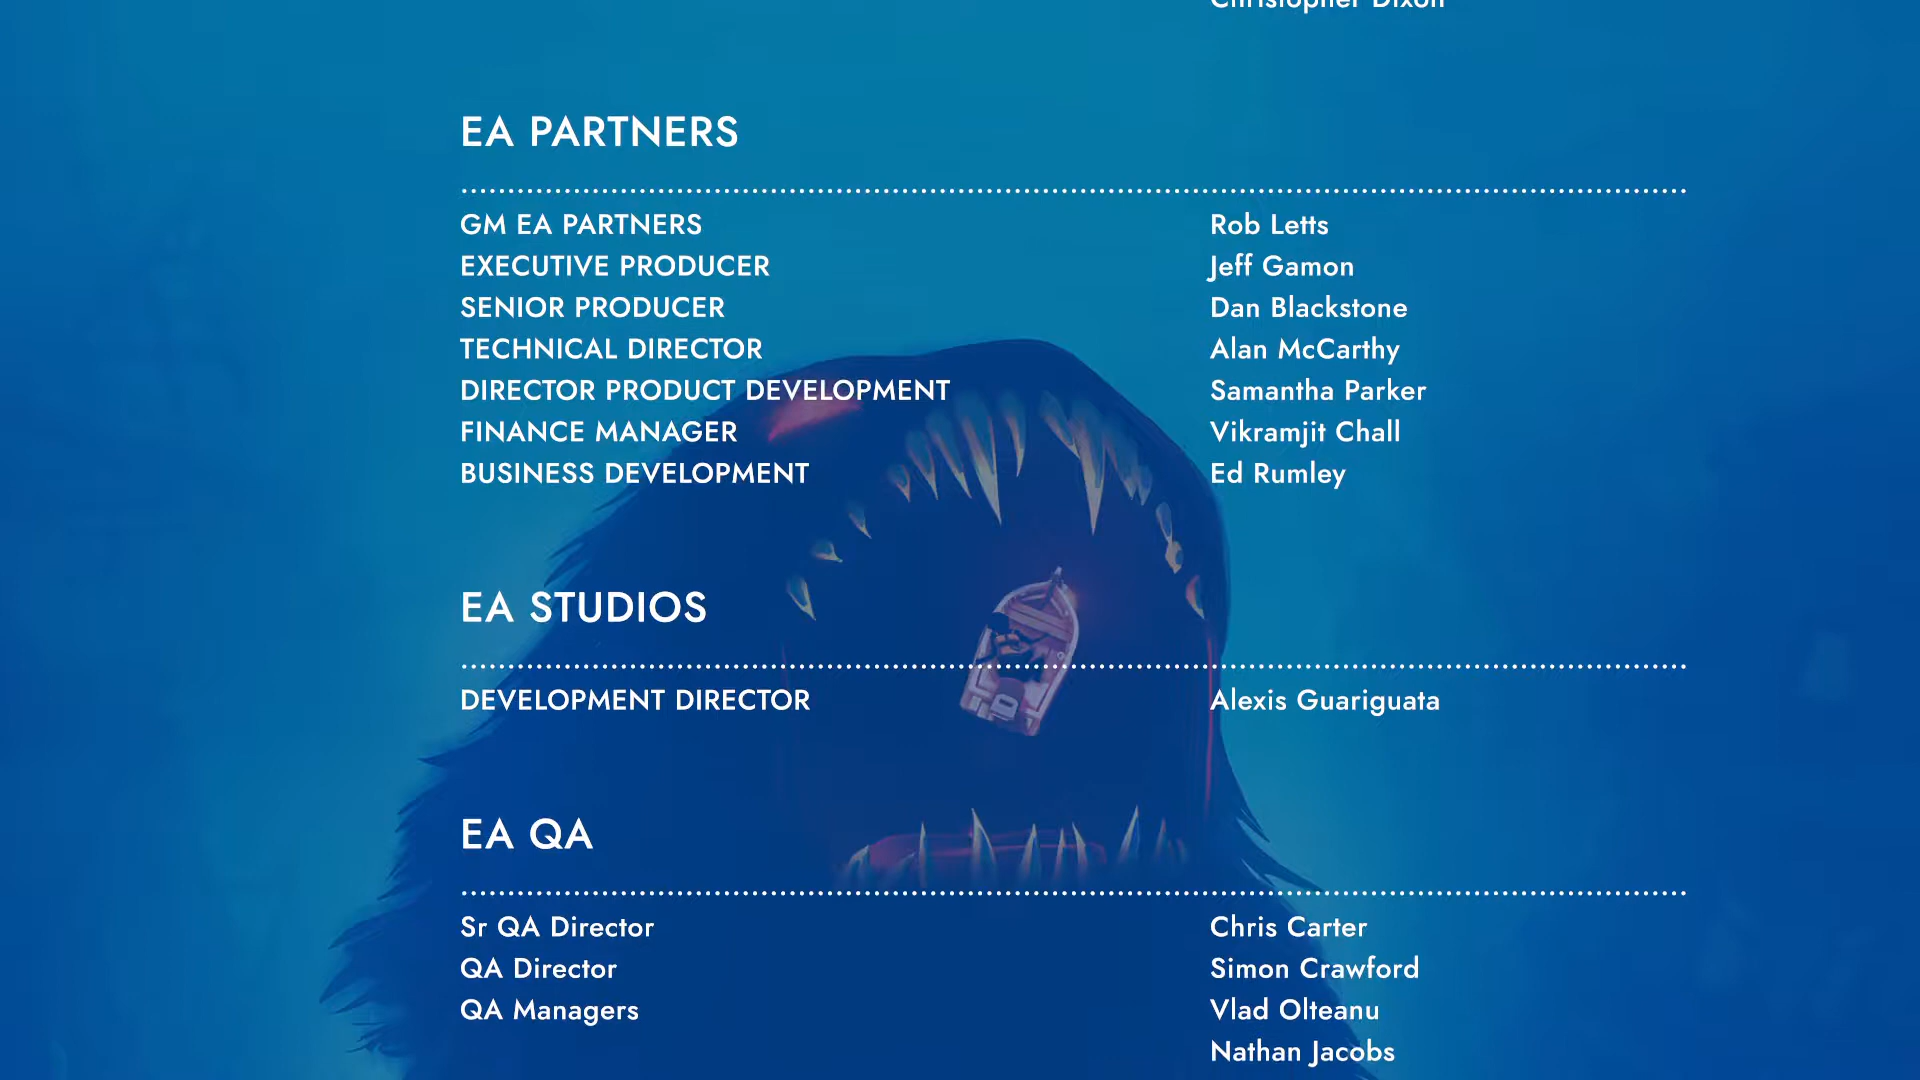 Christopher Dixon
EA PARTNERS
GM EA PARTNERS Rob Letts
EXECUTIVE PRODUCER Jeff Gamon
SENIOR PRODUCER Dan Blackstone
TECHNICAL DIRECTOR Alan McCarthy
DIRECTOR PRODUCT DEVELOPMENT Samantha Parker
FINANCE MANAGER Vikramjit Chall
BUSINESS DEVELOPMENT Ed Rumley
EA STUDIOS
DEVELOPMENT DIRECTOR Alexis Guariguata
EA QA
Sr QA Director Chris Carter
QA Director Simon Crawford
QA Managers Vlad Olteanu
Nathan Jacobs